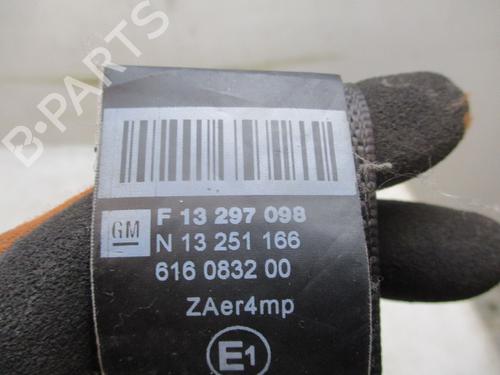 B-PARTS
GM
F 13 297 098
N 13 251 166
616 0832 00
ZAer4mp
E1